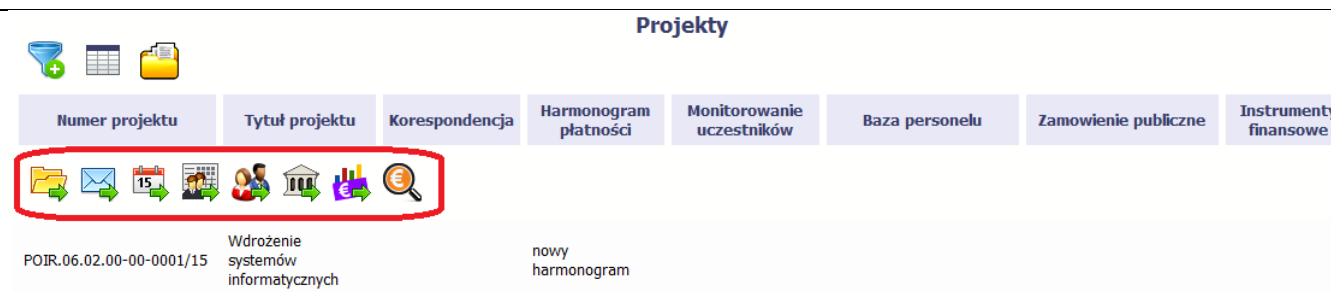 Projekty
Numer projektu
Tytuł projektu
Korespondencja
Harmonogram
płatności
Monitorowanie
uczestników
Baza personelu
Zamowienie publiczne
Instrumenty
finansowe
15
POIR.06.02.00-00-0001/15
Wdrożenie
systemów
informatycznych
nowy
harmonogram